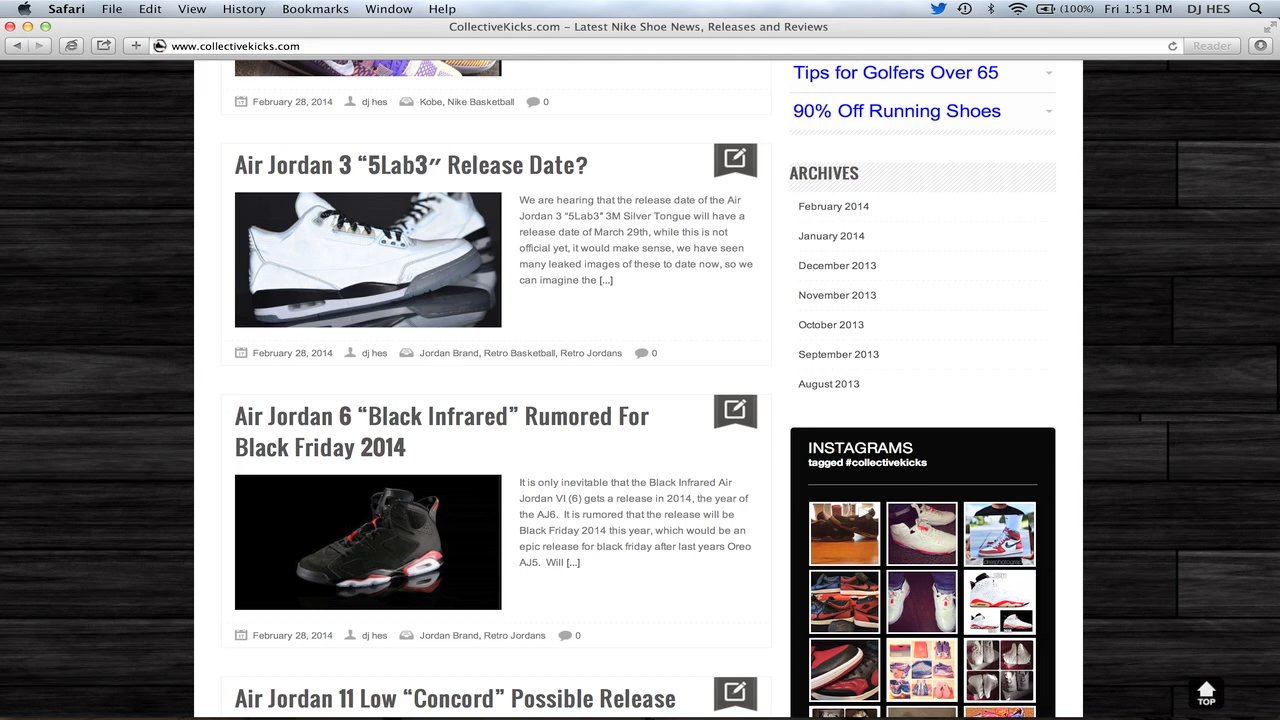 Safari File Edit View History Bookmarks Window Help (100%) Fri 1:51 PM DJ HES
CollectiveKicks.com – Latest Nike Shoe News, Releases and Reviews
www.collectivekicks.com Reader
February 28, 2014 dj hes Kobe, Nike Basketball 0
Air Jordan 3 “5Lab3″ Release Date?
We are hearing that the release date of the Air
Jordan 3 "5Lab3" 3M Silver Tongue will have a
release date of March 29th, while this is not
official yet, it would make sense, we have seen
many leaked images of these to date now, so we
can imagine the [...]
February 28, 2014 dj hes Jordan Brand, Retro Basketball, Retro Jordans 0
Air Jordan 6 “Black Infrared” Rumored For
Black Friday 2014
It is only inevitable that the Black Infrared Air
Jordan VI (6) gets a release in 2014, the year of
the AJ6. It is rumored that the release will be
Black Friday 2014 this year, which would be an
epic release for black friday after last years Oreo
AJ5. Will [...]
February 28, 2014 dj hes Jordan Brand, Retro Jordans 0
Air Jordan 11 Low “Concord” Possible Release
Tips for Golfers Over 65
90% Off Running Shoes
ARCHIVES
February 2014
January 2014
December 2013
November 2013
October 2013
September 2013
August 2013
INSTAGRAMS
tagged #collectivekicks
TOP